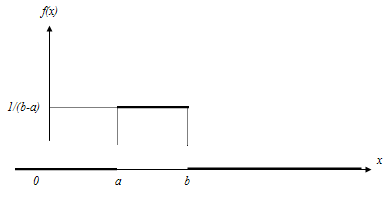 f(x)
1/(b-a)
x
0 a b